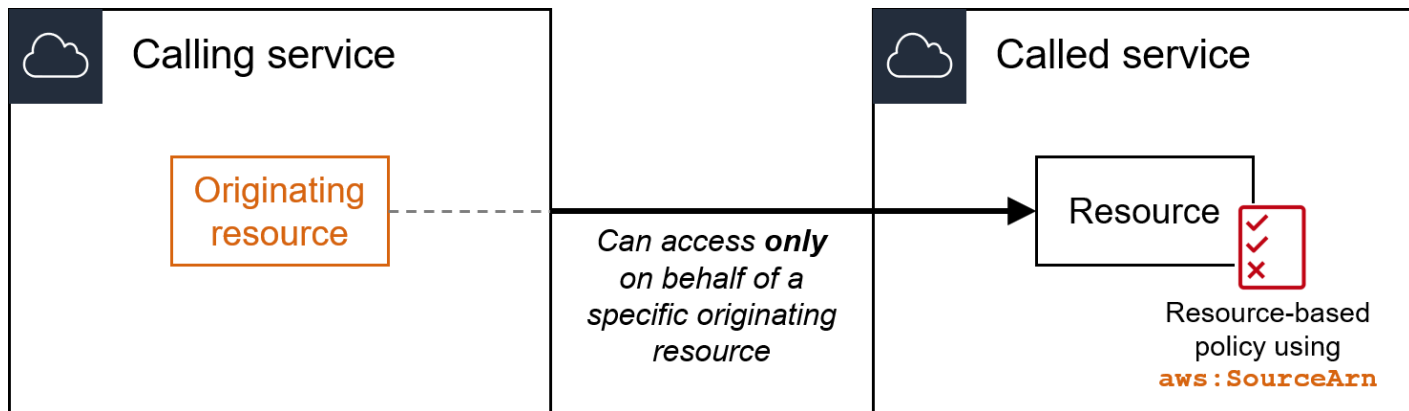 Calling service
Called service
Originating
resource
Can access only
on behalf of a
specific originating
resource
Resource
Resource-based
policy using
aws:SourceArn